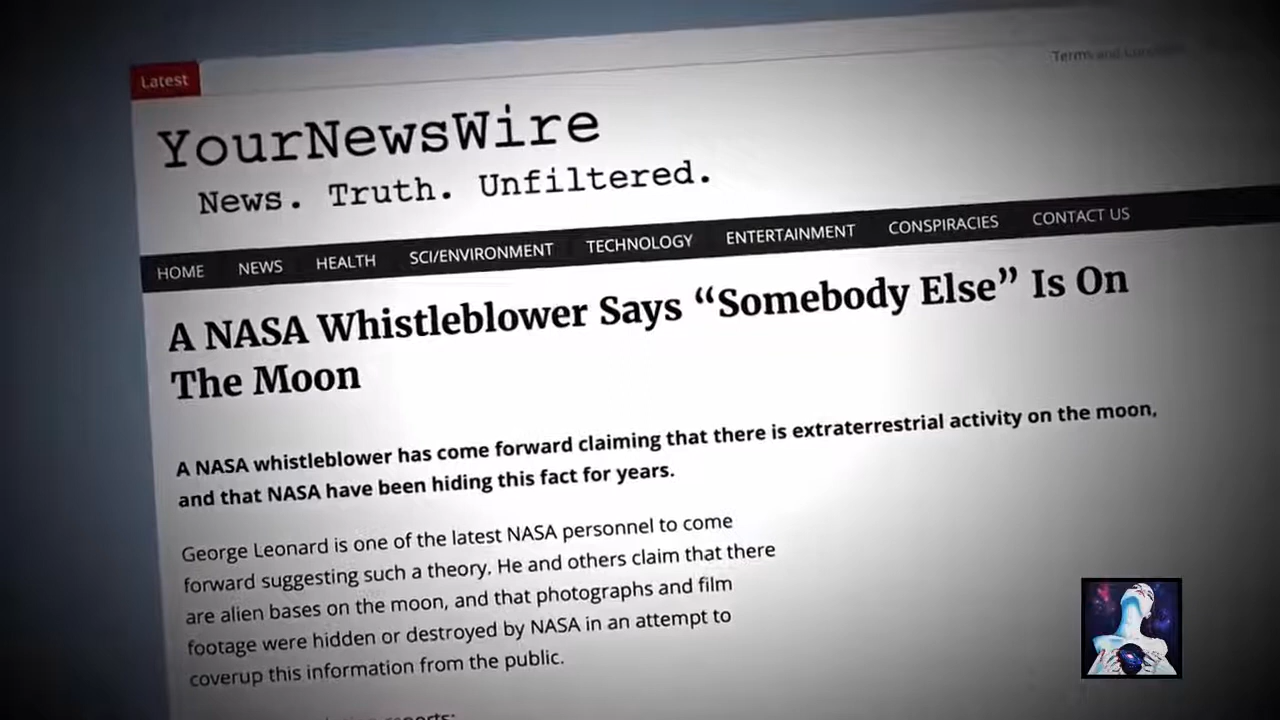 Latest
Terms and
YourNewsWire
News. Truth. Unfiltered.
HOME NEWS HEALTH SCI/ENVIRONMENT TECHNOLOGY ENTERTAINMENT CONSPIRACIES CONTACT US
A NASA Whistleblower Says “Somebody Else” Is On
The Moon
A NASA whistleblower has come forward claiming that there is extraterrestrial activity on the moon,
and that NASA have been hiding this fact for years.
George Leonard is one of the latest NASA personnel to come
forward suggesting such a theory. He and others claim that there
are alien bases on the moon, and that photographs and film
footage were hidden or destroyed by NASA in an attempt to
coverup this information from the public.